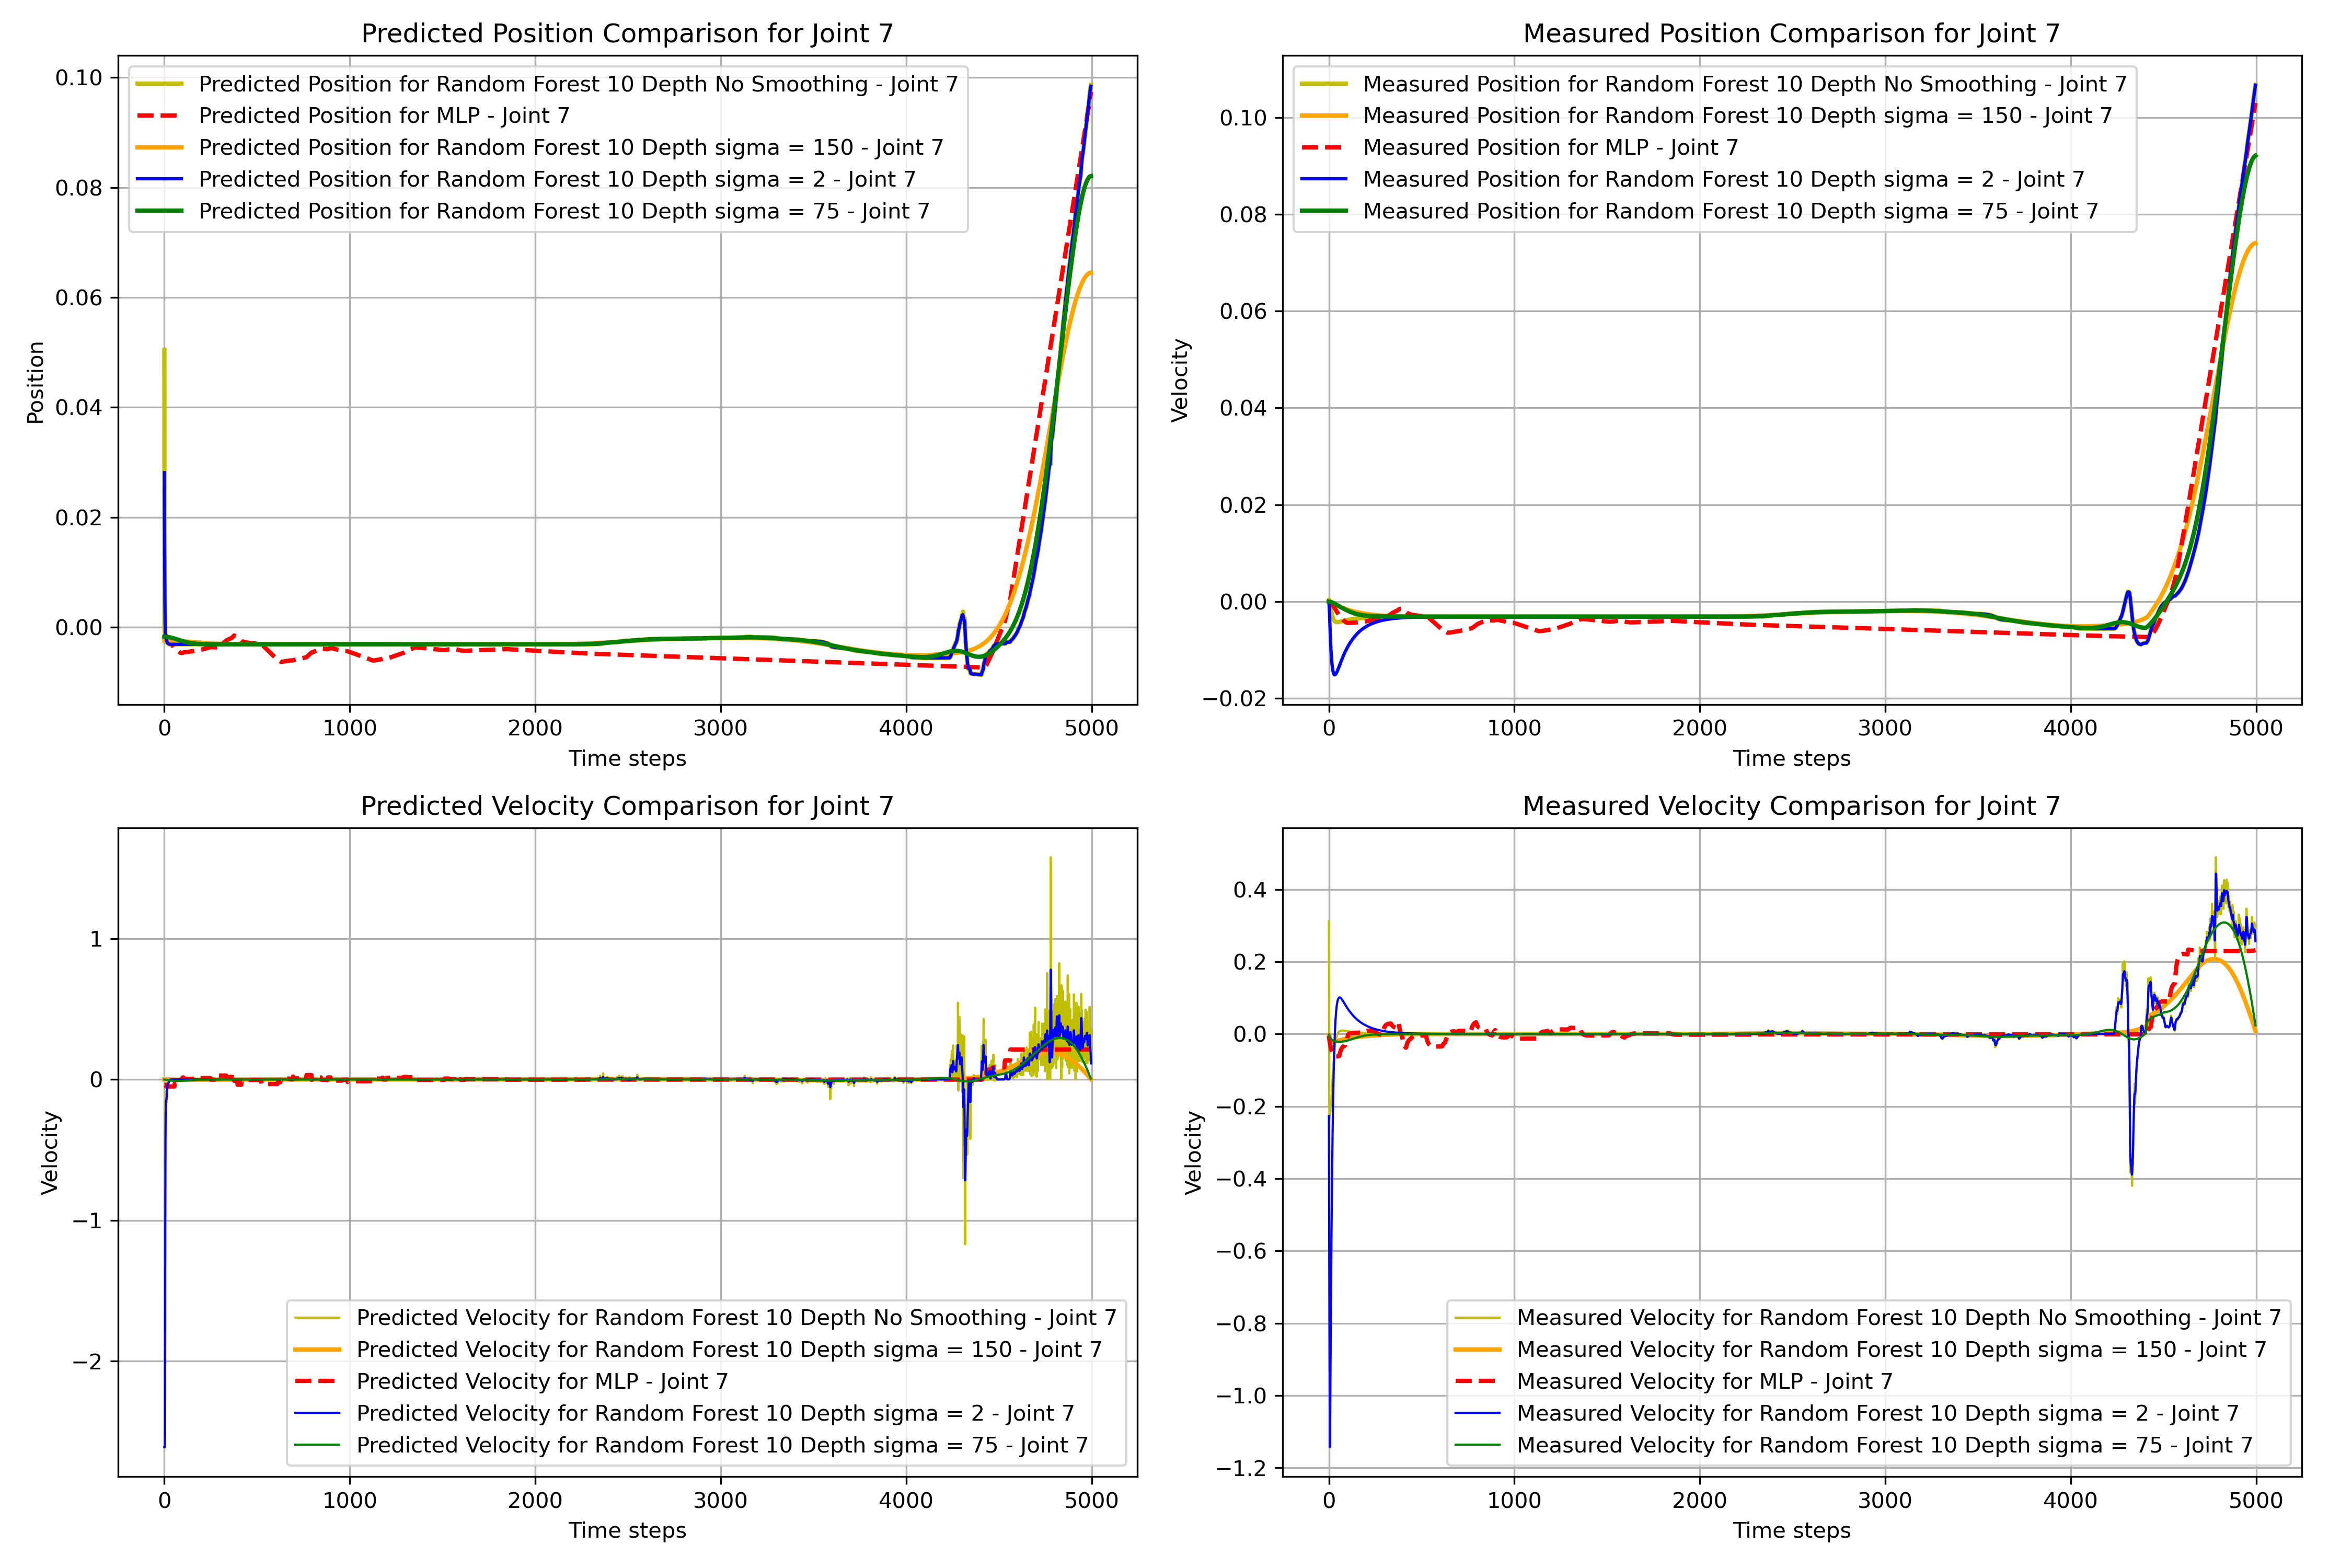 Predicted Position Comparison for Joint 7
Predicted Position for Random Forest 10 Depth No Smoothing - Joint 7
Predicted Position for MLP - Joint 7
Predicted Position for Random Forest 10 Depth sigma = 150 - Joint 7
Predicted Position for Random Forest 10 Depth sigma = 2 - Joint 7
Predicted Position for Random Forest 10 Depth sigma = 75 - Joint 7
Position
0.10
0.08
0.06
0.04
0.02
0.00
0 1000 2000 3000 4000 5000
Time steps
Measured Position Comparison for Joint 7
Measured Position for Random Forest 10 Depth No Smoothing - Joint 7
Measured Position for Random Forest 10 Depth sigma = 150 - Joint 7
Measured Position for MLP - Joint 7
Measured Position for Random Forest 10 Depth sigma = 2 - Joint 7
Measured Position for Random Forest 10 Depth sigma = 75 - Joint 7
Velocity
0.10
0.08
0.06
0.04
0.02
0.00
−0.02
0 1000 2000 3000 4000 5000
Time steps
Predicted Velocity Comparison for Joint 7
Velocity
1
0
−1
−2
Predicted Velocity for Random Forest 10 Depth No Smoothing - Joint 7
Predicted Velocity for Random Forest 10 Depth sigma = 150 - Joint 7
Predicted Velocity for MLP - Joint 7
Predicted Velocity for Random Forest 10 Depth sigma = 2 - Joint 7
Predicted Velocity for Random Forest 10 Depth sigma = 75 - Joint 7
0 1000 2000 3000 4000 5000
Time steps
Measured Velocity Comparison for Joint 7
Velocity
0.4
0.2
0.0
−0.2
−0.4
−0.6
−0.8
−1.0
−1.2
Measured Velocity for Random Forest 10 Depth No Smoothing - Joint 7
Measured Velocity for Random Forest 10 Depth sigma = 150 - Joint 7
Measured Velocity for MLP - Joint 7
Measured Velocity for Random Forest 10 Depth sigma = 2 - Joint 7
Measured Velocity for Random Forest 10 Depth sigma = 75 - Joint 7
0 1000 2000 3000 4000 5000
Time steps